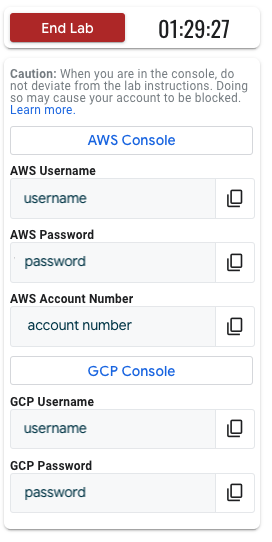 End Lab
01:29:27
Caution: When you are in the console, do
not deviate from the lab instructions. Doing
so may cause your account to be blocked.
Learn more.
AWS Console
AWS Username
username
AWS Password
password
AWS Account Number
account number
GCP Console
GCP Username
username
GCP Password
password